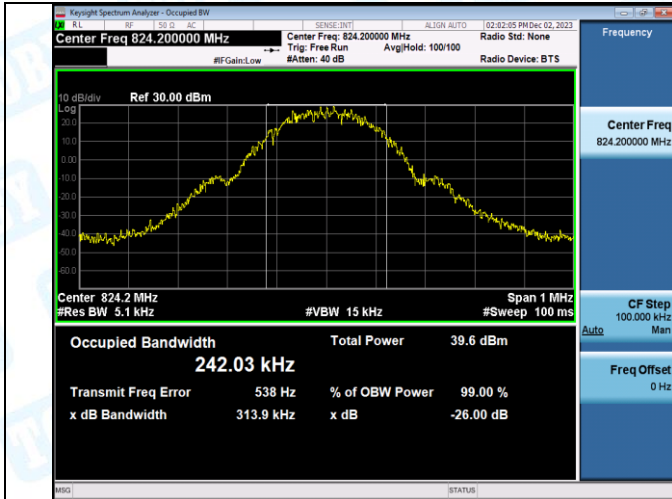 Keysight Spectrum Analyzer - Occupied BW
RL RF 50 Ω AC SENSE:INT ALIGN AUTO 02:02:05 PM Dec 02, 2023
Center Freq 824.200000 MHz
Center Freq: 824.200000 MHz
Radio Std: None
Trig: Free Run Avg|Hold: 100/100
#IFGain:Low #Atten: 40 dB Radio Device: BTS
10 dB/div Ref 30.00 dBm
Log
20.0
10.0
0.00
-10.0
-20.0
-30.0
-40.0
-50.0
-60.0
Center 824.2 MHz Span 1 MHz
#Res BW 5.1 kHz #VBW 15 kHz #Sweep 100 ms
Occupied Bandwidth Total Power 39.6 dBm
242.03 kHz
Transmit Freq Error 538 Hz % of OBW Power 99.00 %
x dB Bandwidth 313.9 kHz x dB -26.00 dB
MSG STATUS
Frequency
Center Freq
824.200000 MHz
CF Step
100.000 kHz
Auto Man
Freq Offset
0 Hz